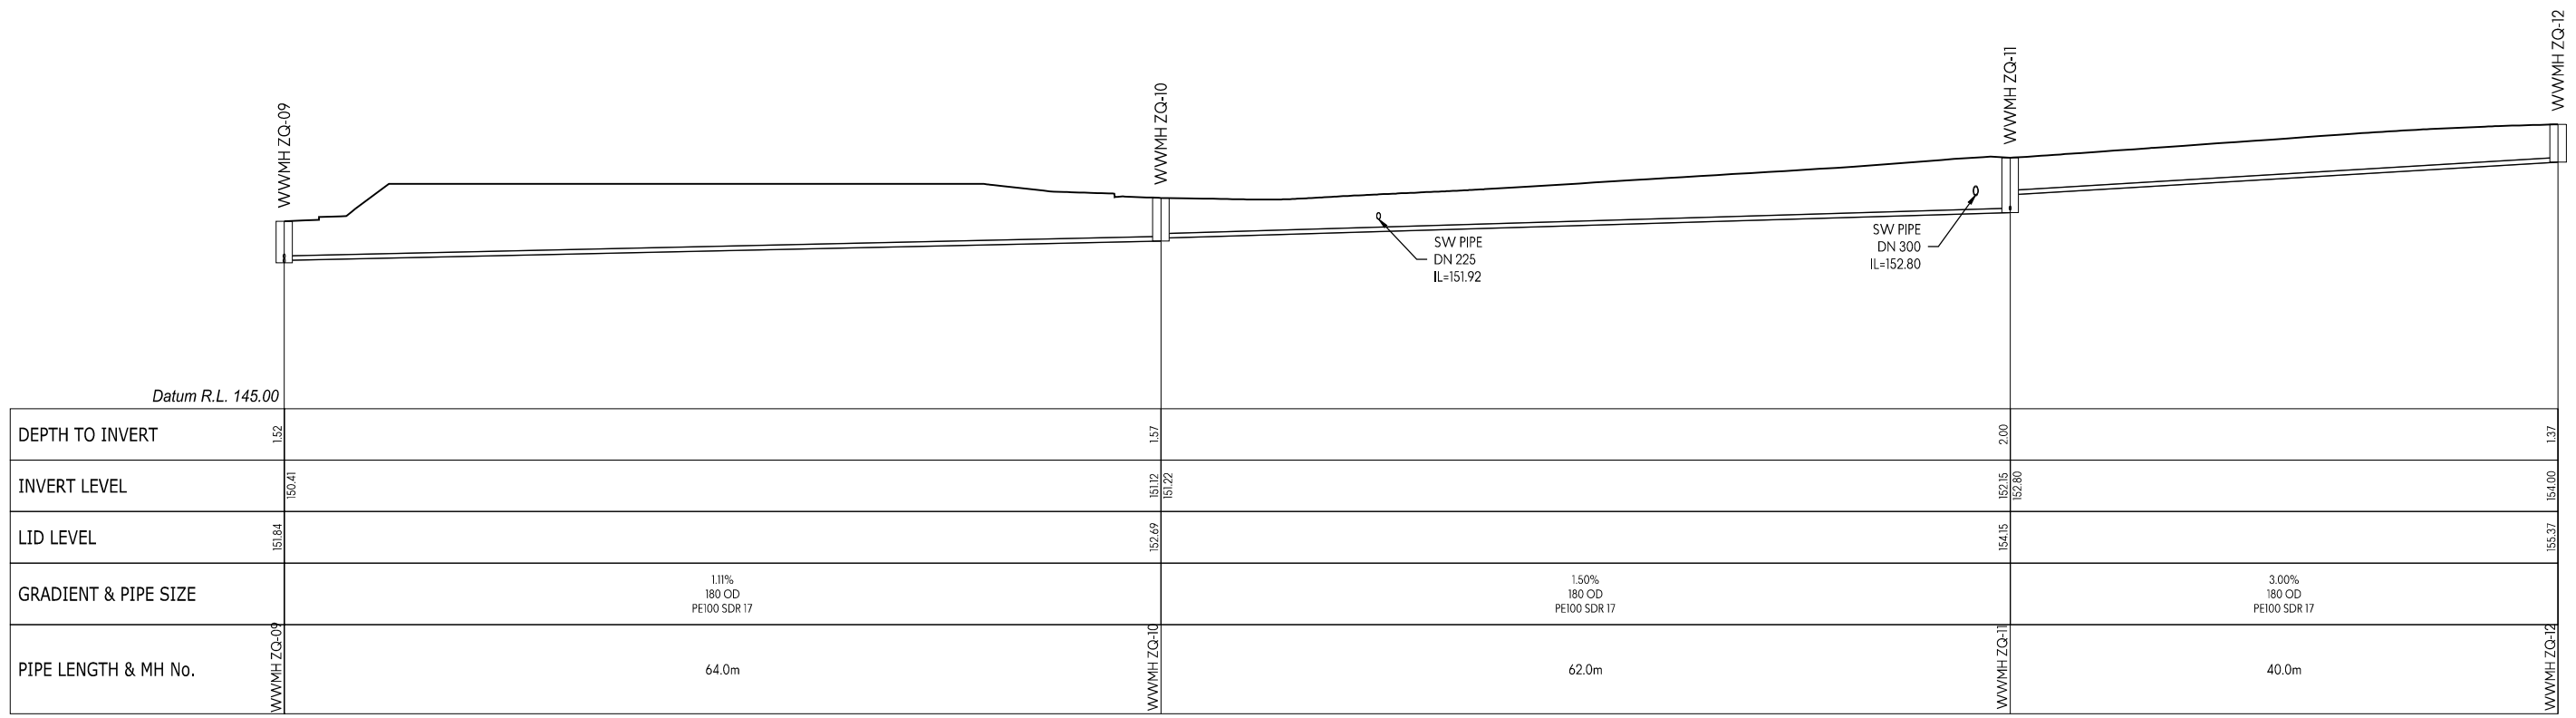 WWMH ZQ-09
WWMH ZQ-10
WWMH ZQ-11
WWMH ZQ-12
SW PIPE
DN 225
IL=151.92
SW PIPE
DN 300
IL=152.80
Datum R.L. 145.00
DEPTH TO INVERT 1.52 1.57 2.00 1.37
INVERT LEVEL 150.41 151.12 151.22 152.15 152.80 154.00
LID LEVEL 151.84 152.69 154.15 155.37
GRADIENT & PIPE SIZE
1.11%
180 OD
PE100 SDR 17
1.50%
180 OD
PE100 SDR 17
3.00%
180 OD
PE100 SDR 17
PIPE LENGTH & MH No.
WWMH ZQ-09
64.0m
WWMH ZQ-10
62.0m
WWMH ZQ-11
40.0m
WWMH ZQ-12